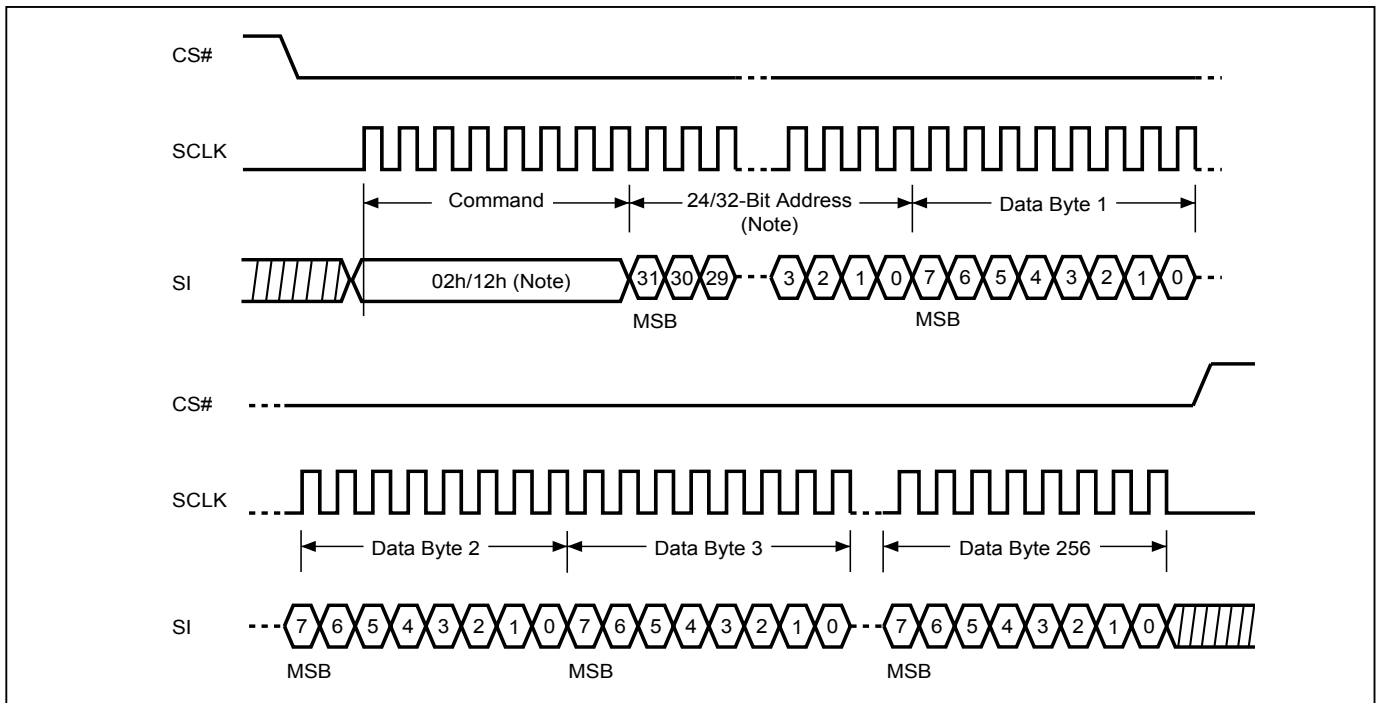 CS#
SCLK
Command
24/32-Bit Address
(Note)
Data Byte 1
SI
02h/12h (Note)
31 30 29 3 2 1 0 7 6 5 4 3 2 1 0
MSB
MSB
CS#
SCLK
Data Byte 2
Data Byte 3
Data Byte 256
SI
7 6 5 4 3 2 1 0 7 6 5 4 3 2 1 0 7 6 5 4 3 2 1 0
MSB
MSB
MSB